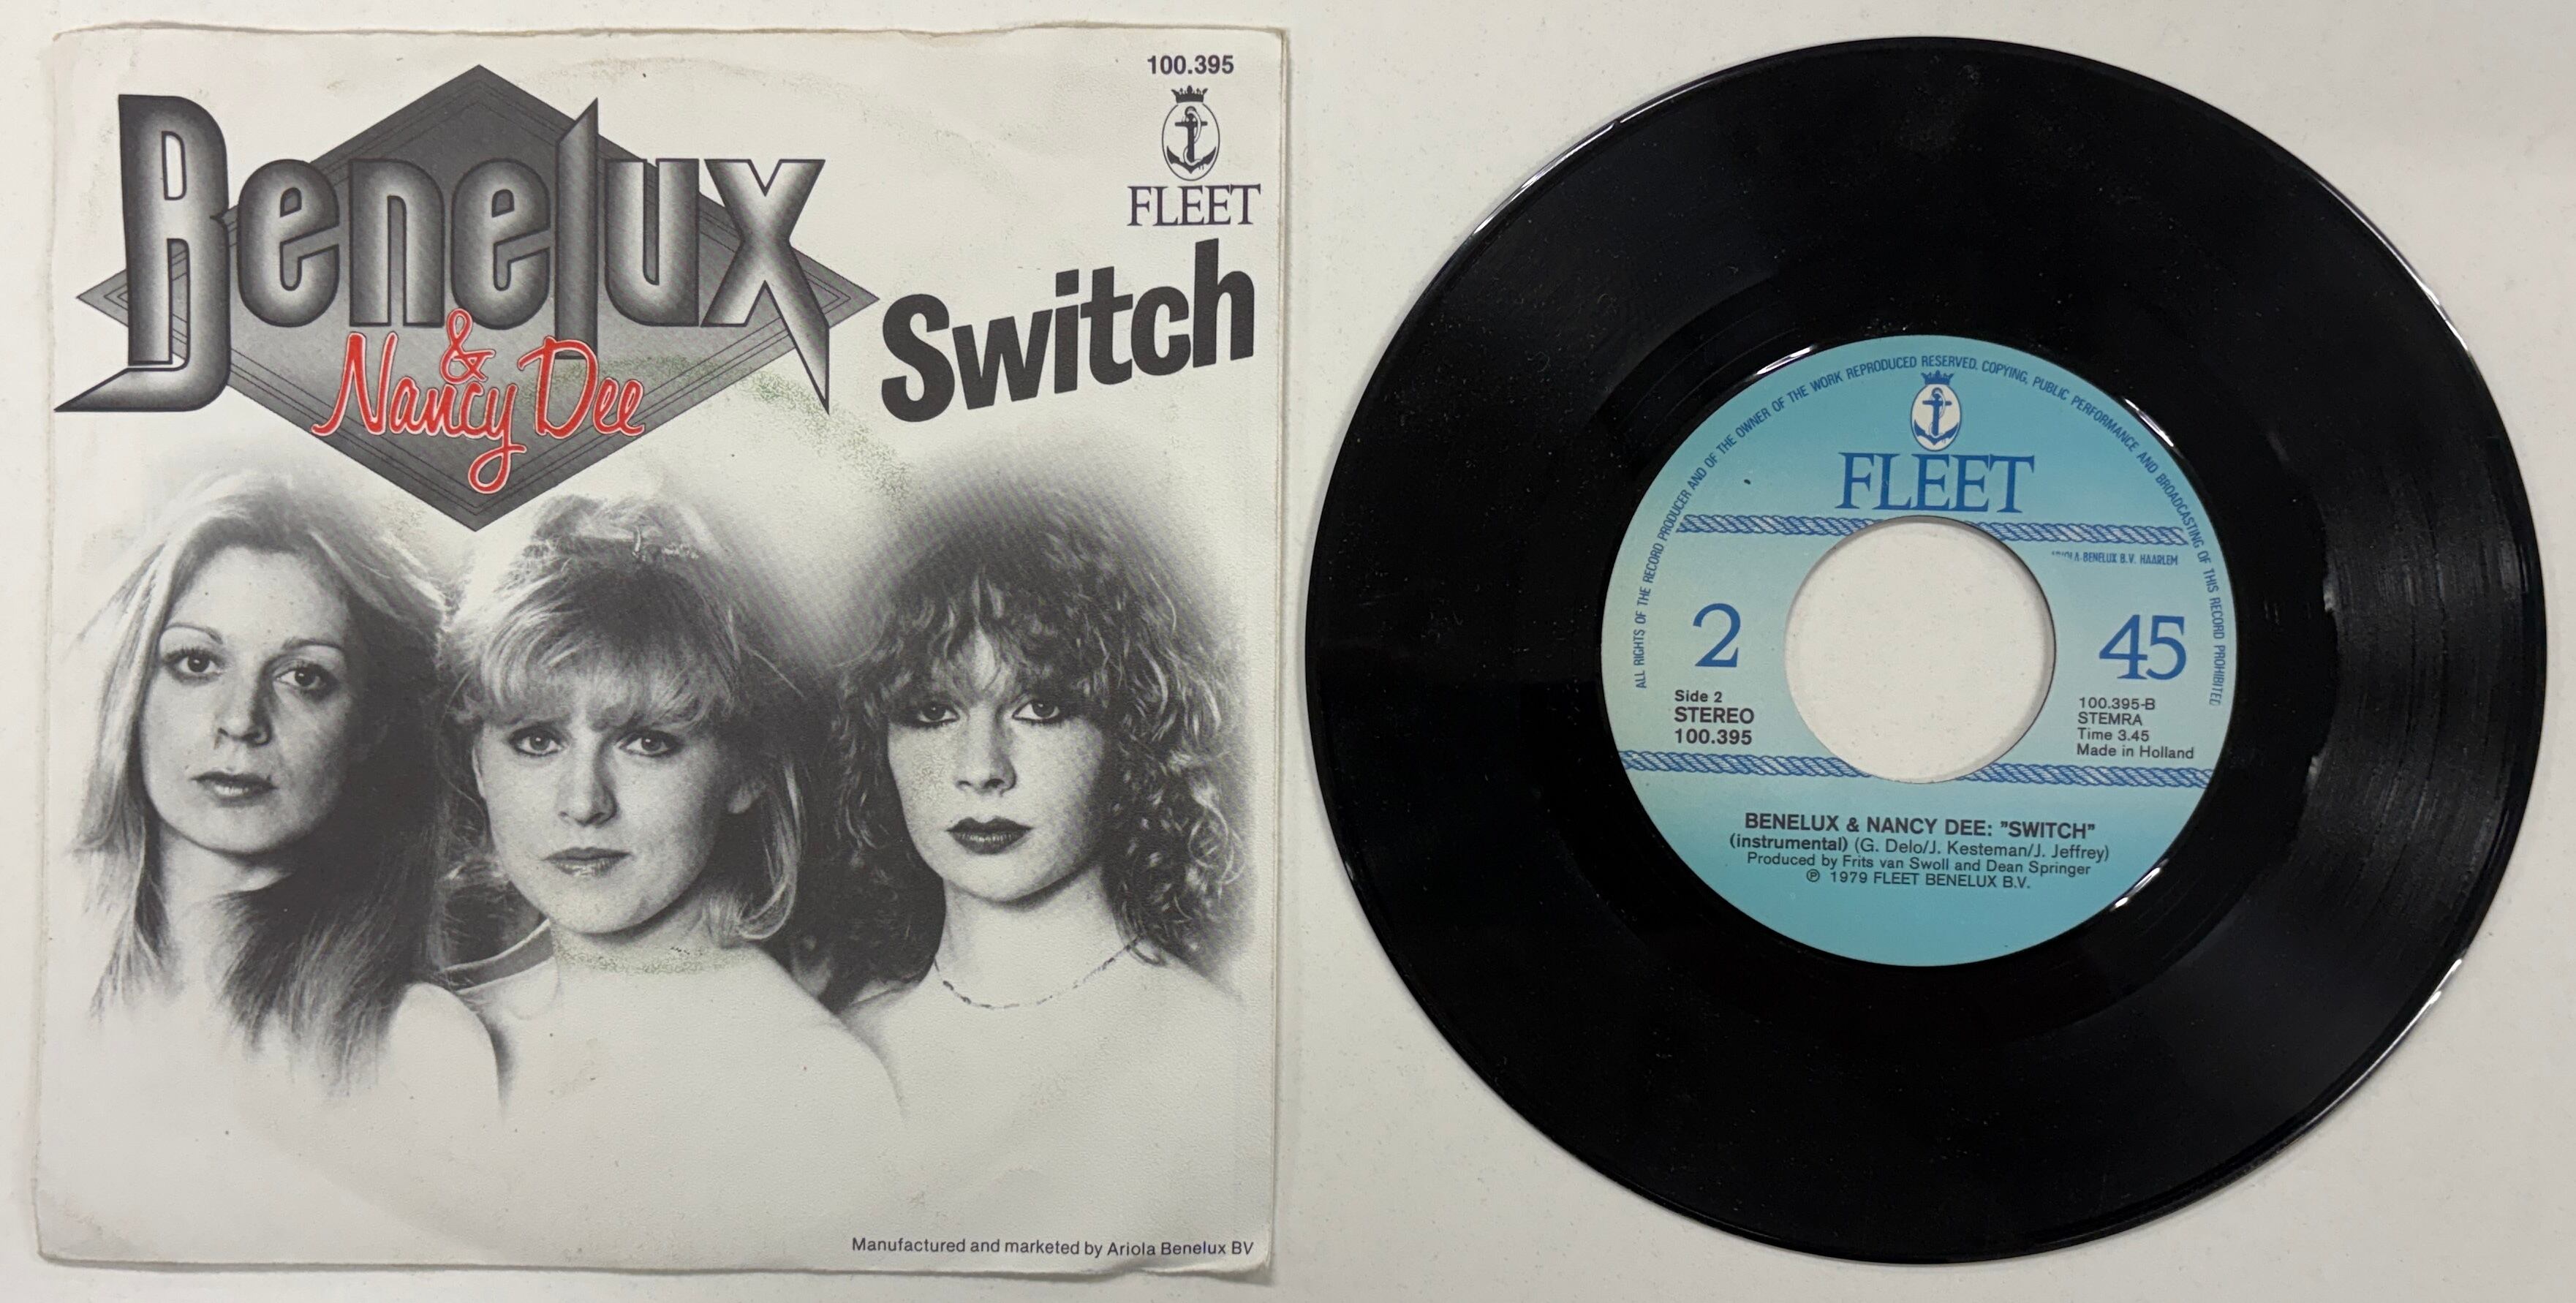 100.395
FLEET
Benelux
&
Nancy Dee
Switch
Manufactured and marketed by Ariola Benelux BV
ALL RIGHTS OF THE RECORD PRODUCER AND OF THE OWNER OF THE WORK REPRODUCED RESERVED. COPYING, PUBLIC PERFORMANCE AND BROADCASTING OF THIS RECORD PROHIBITED
FLEET
ARIOLA-BENELUX B.V. HAARLEM
2
45
Side 2
STEREO
100.395
100.395-B
STEMRA
Time 3.45
Made in Holland
BENELUX & NANCY DEE: "SWITCH"
(instrumental) (G. Delo/J. Kesteman/J. Jeffrey)
Produced by Frits van Swoll and Dean Springer
℗ 1979 FLEET BENELUX B.V.